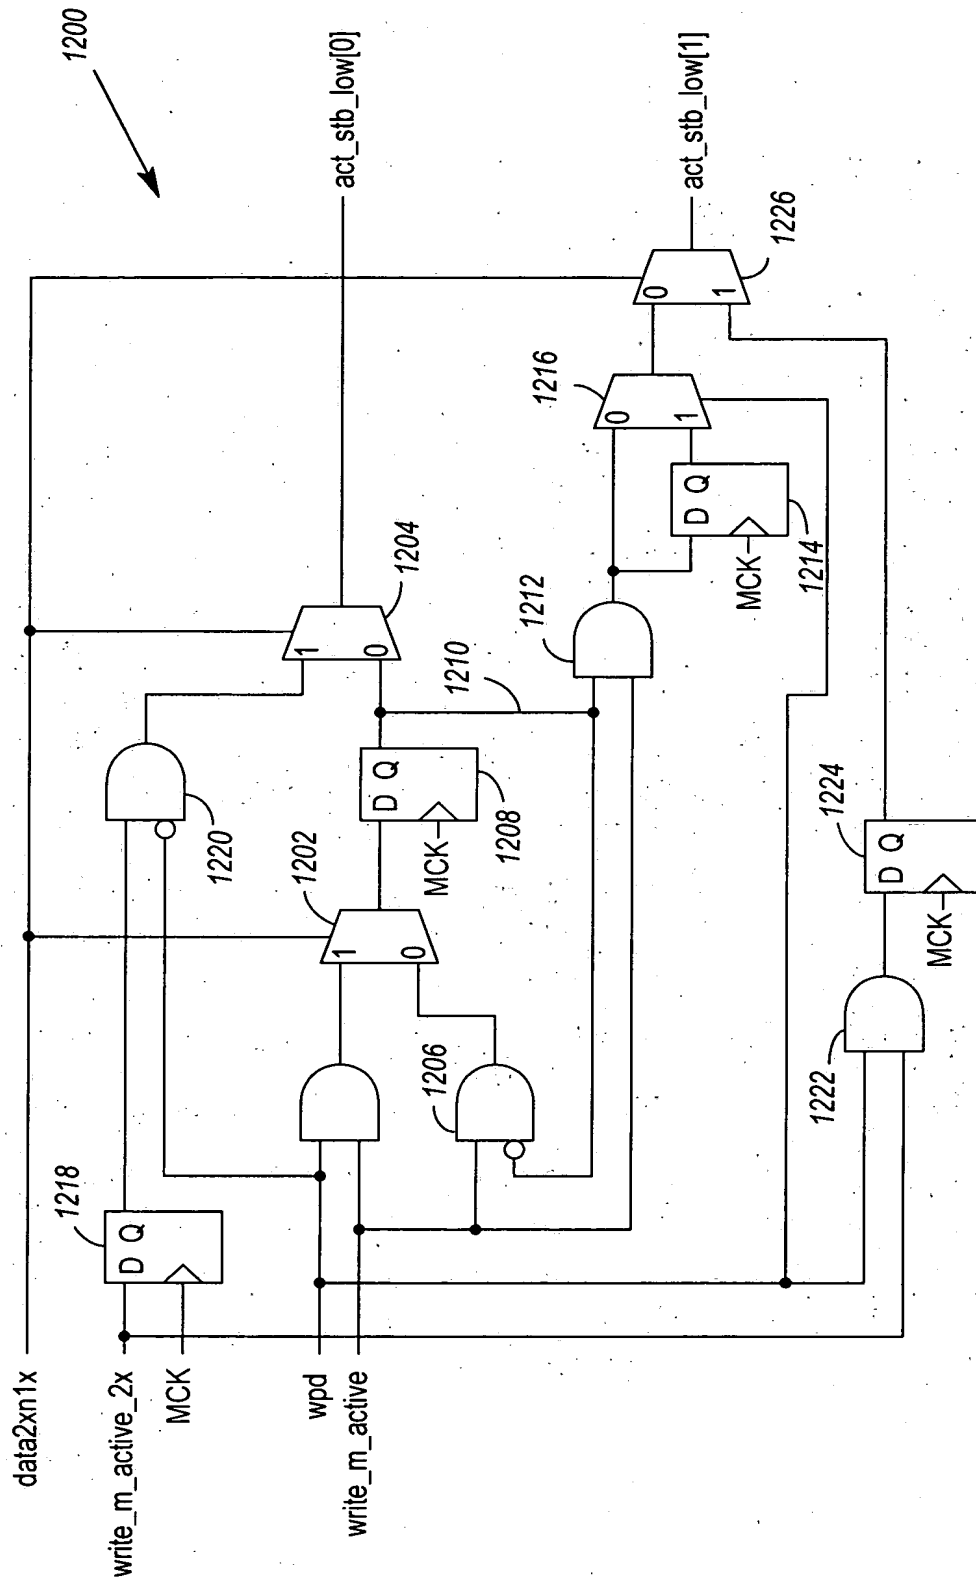 1200
data2xn1x
write_m_active_2x
MCK
wpd
write_m_active
1218
D Q
1220
1206
1202
1 0
D Q
MCK
1208
1210
1 0
1204
act_stb_low[0]
1212
D Q
MCK
1214
0 1
1216
0 1
1226
act_stb_low[1]
1222
D Q
MCK
1224